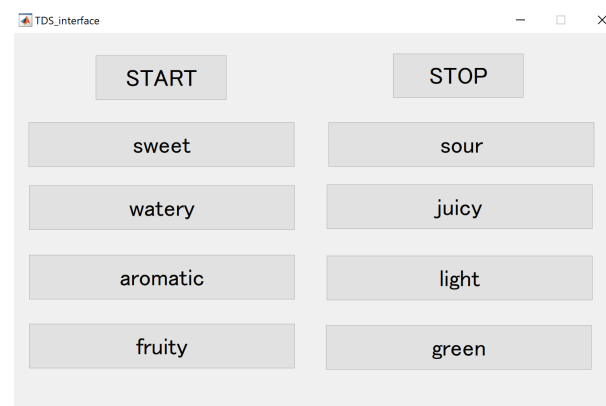 TDS_interface
START
STOP
sweet
sour
watery
juicy
aromatic
light
fruity
green